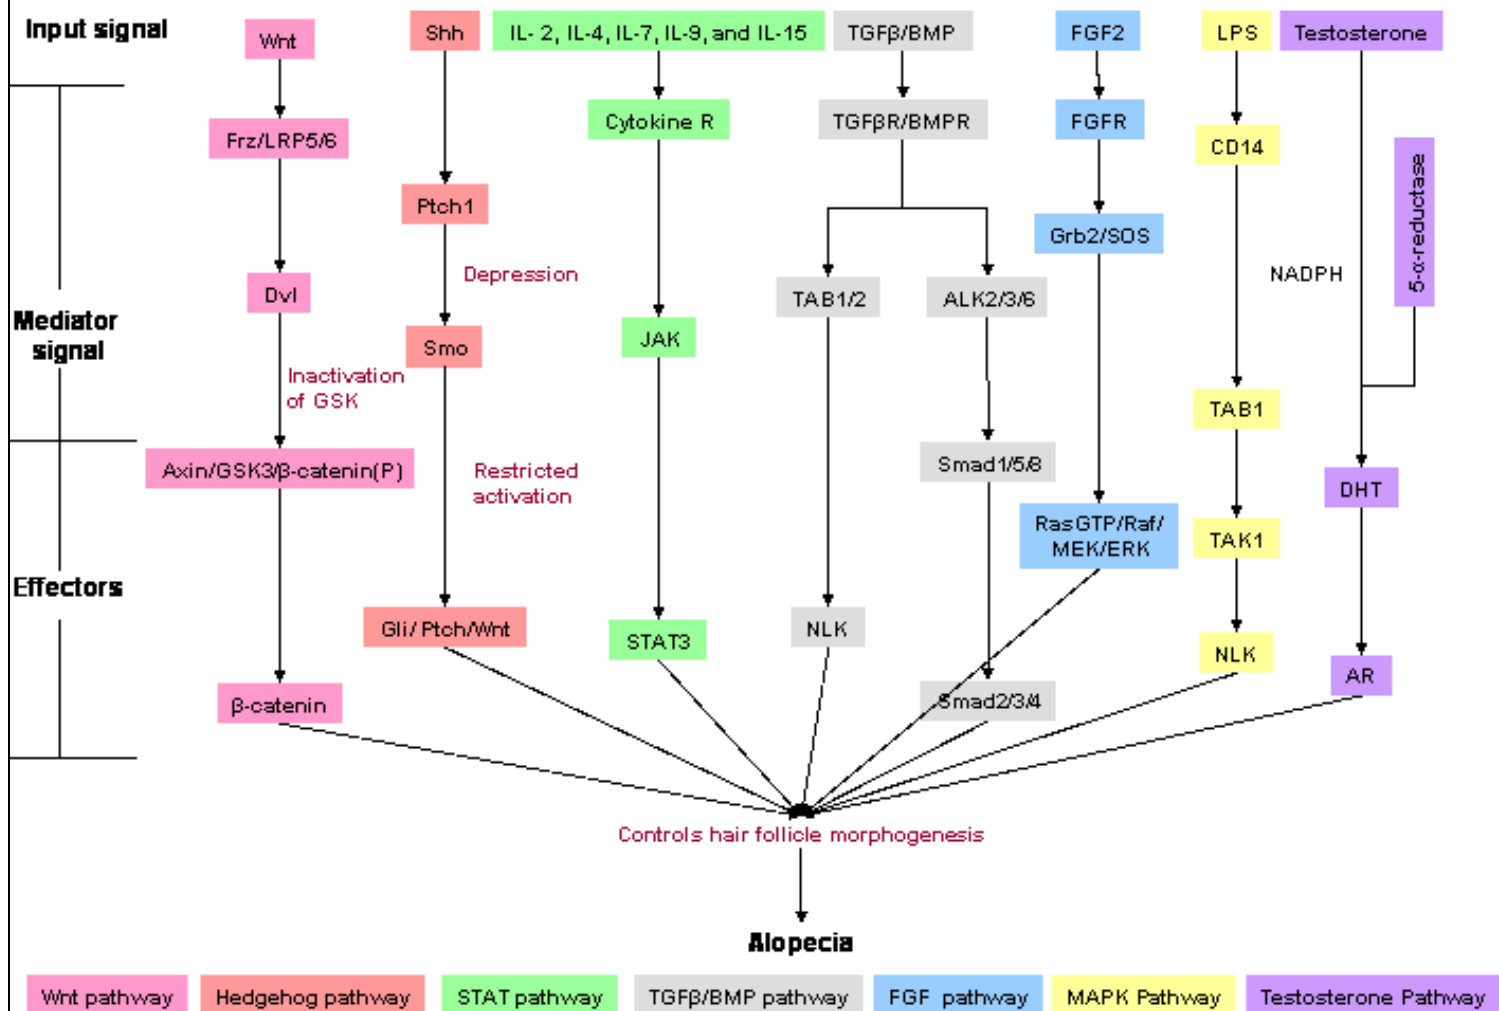 Input signal
Wnt
Shh
IL- 2, IL-4, IL-7, IL-9, and IL-15
TGFβ/BMP
FGF2
LPS
Testosterone
Frz/LRP5/6
Cytokine R
TGFβR/BMPR
FGFR
CD14
Ptch1
Grb2/SOS
5-α-reductase
Depression
NADPH
Dvl
TAB1/2
ALK2/3/6
Mediator
signal
Smo
JAK
Inactivation
of GSK
TAB1
Axin/GSK3/β-catenin(P)
Restricted
activation
Smad1/5/8
DHT
RasGTP/Raf/
MEK/ERK
TAK1
Effectors
Gli/ Ptch/Wnt
STAT3
NLK
NLK
AR
β-catenin
Smad2/3/4
Controls hair follicle morphogenesis
Alopecia
Wnt pathway
Hedgehog pathway
STAT pathway
TGFβ/BMP pathway
FGF pathway
MAPK Pathway
Testosterone Pathway